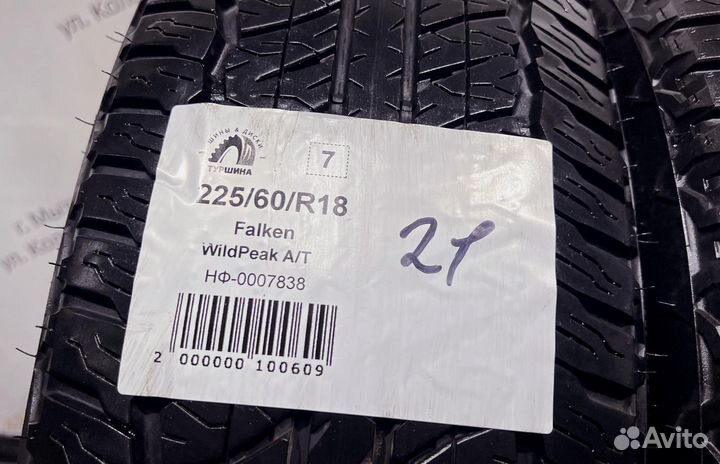 ШИНЫ & ДИСКИ
ТУРШИНА
7
225/60/R18
Falken
WildPeak A/T
НФ-0007838
21
2 000000 100609
Avito